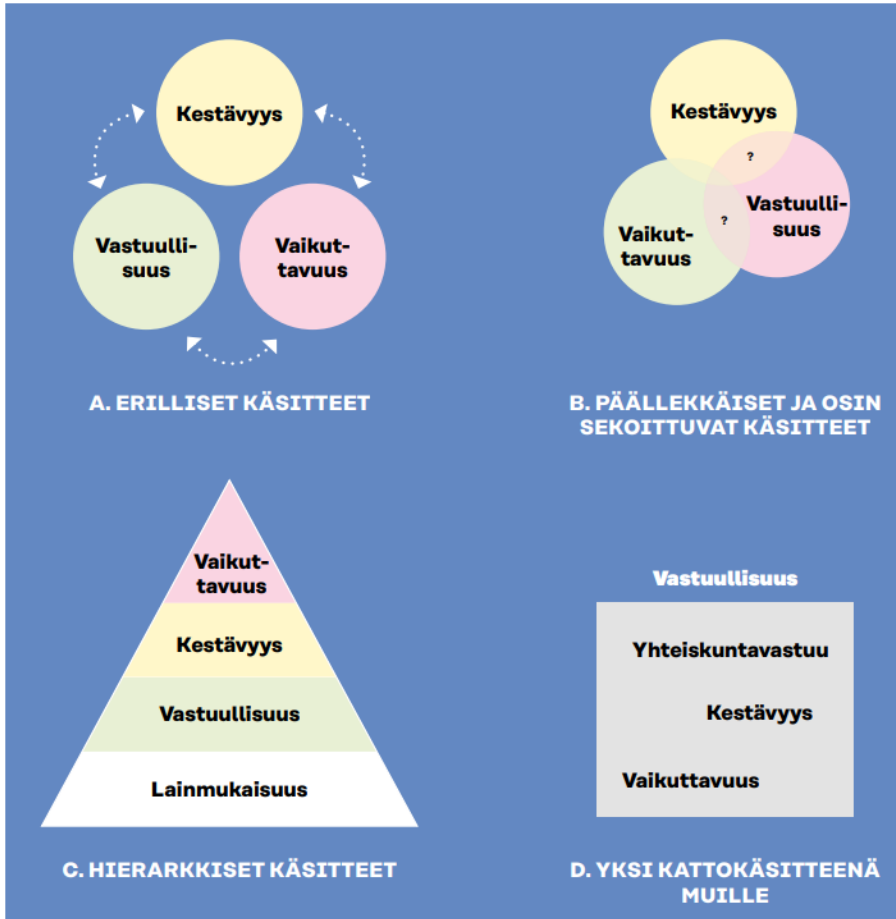 Kestävyys
Vastuulli-
suus
Vaikut-
tavuus
A. ERILLISET KÄSITTEET
Kestävyys
?
Vastuulli-
suus
?
Vaikut-
tavuus
B. PÄÄLLEKKÄISET JA OSIN
SEKOITTUVAT KÄSITTEET
Vaikut-
tavuus
Kestävyys
Vastuullisuus
Lainmukaisuus
C. HIERARKKISET KÄSITTEET
Vastuullisuus
Yhteiskuntavastuu
Kestävyys
Vaikuttavuus
D. YKSI KATTOKÄSITTEENÄ
MUILLE